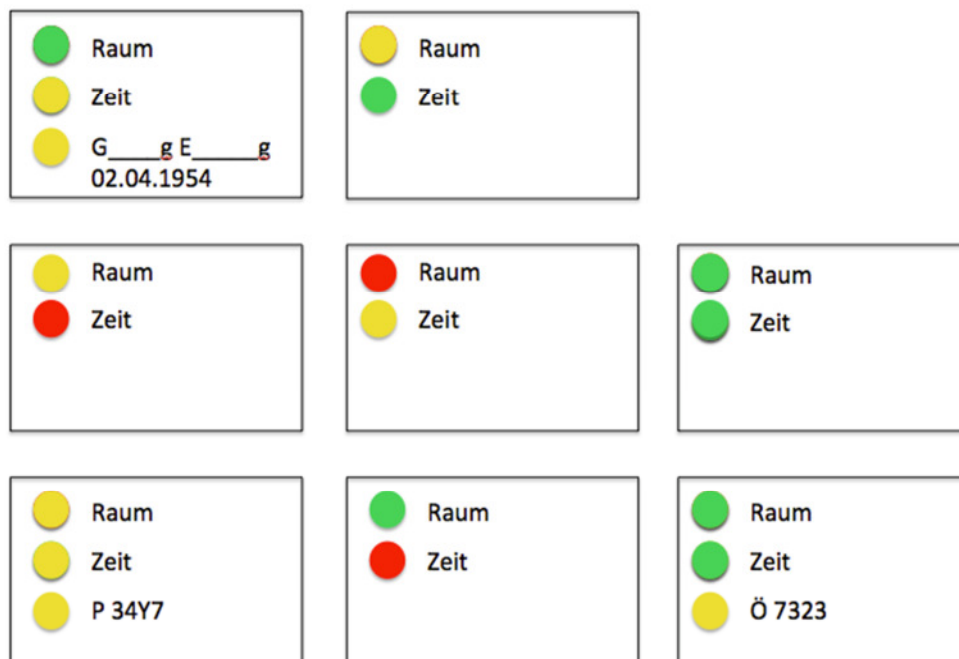 Raum
Zeit
G____g E_____g
02.04.1954
Raum
Zeit
Raum
Zeit
Raum
Zeit
Raum
Zeit
Raum
Zeit
P 34Y7
Raum
Zeit
Raum
Zeit
Ö 7323